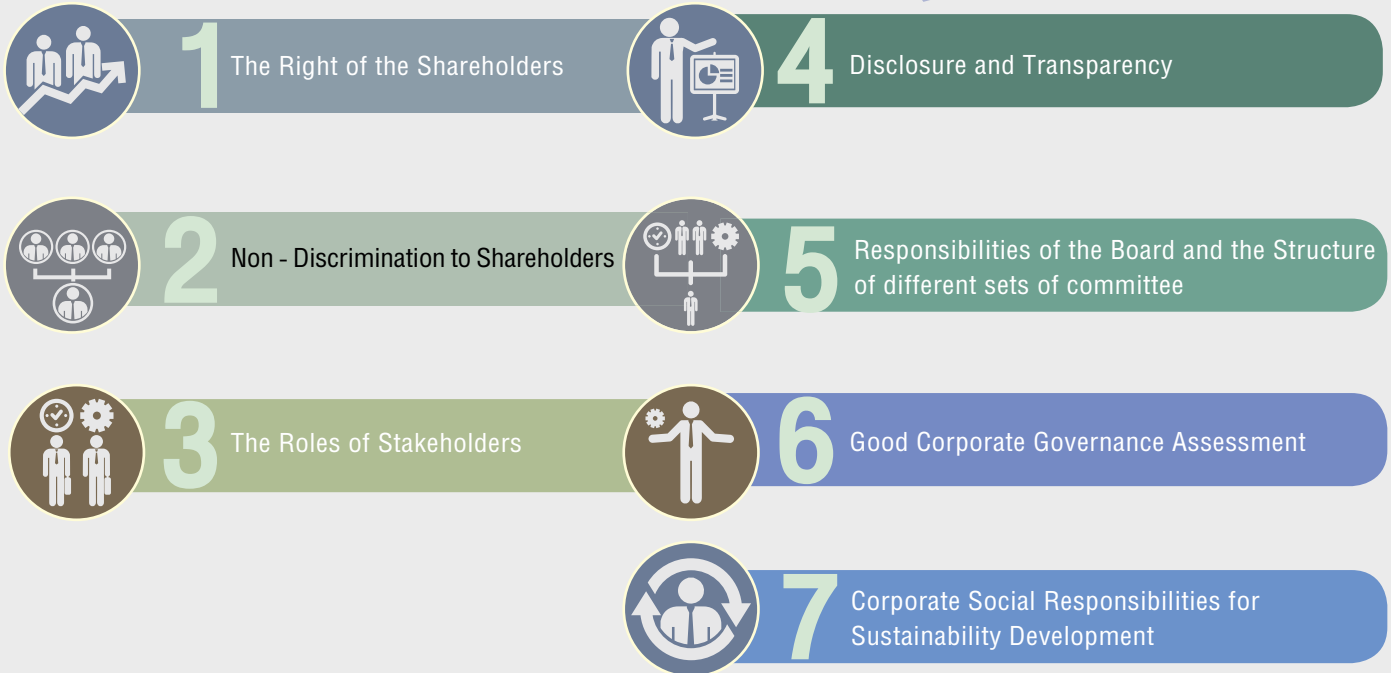 1 The Right of the Shareholders
2 Non - Discrimination to Shareholders
3 The Roles of Stakeholders
4 Disclosure and Transparency
5 Responsibilities of the Board and the Structure
of different sets of committee
6 Good Corporate Governance Assessment
7 Corporate Social Responsibilities for
Sustainability Development